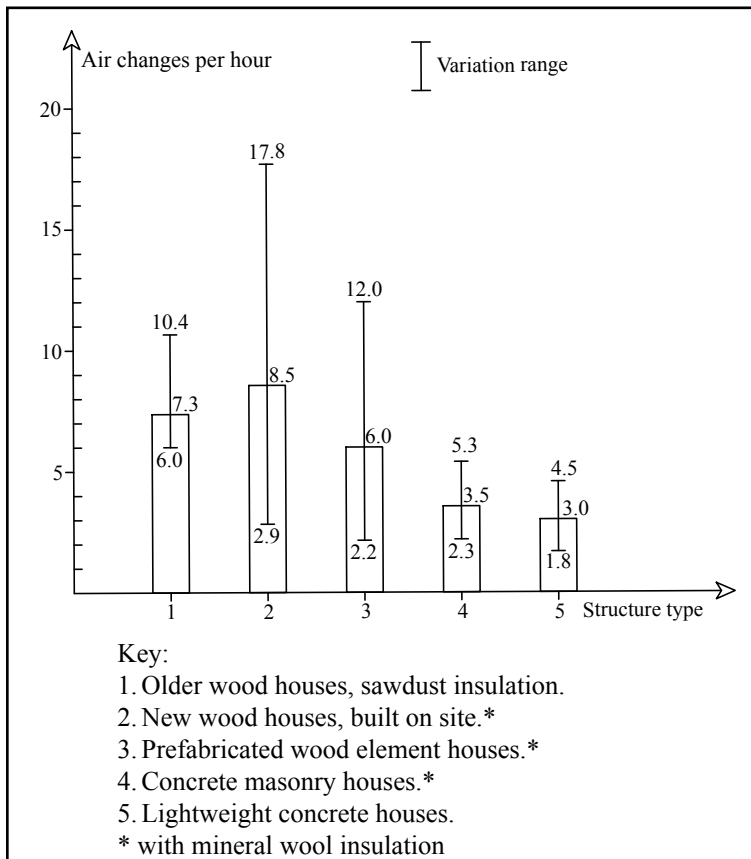 Air changes per hour
Variation range
20
17.8
15
12.0
10.4
10
8.5
7.3
6.0
6.0
5.3
5
4.5
3.5
3.0
2.9
2.2
2.3
1.8
1 2 3 4 5 Structure type
Key:
1. Older wood houses, sawdust insulation.
2. New wood houses, built on site.*
3. Prefabricated wood element houses.*
4. Concrete masonry houses.*
5. Lightweight concrete houses.
* with mineral wool insulation